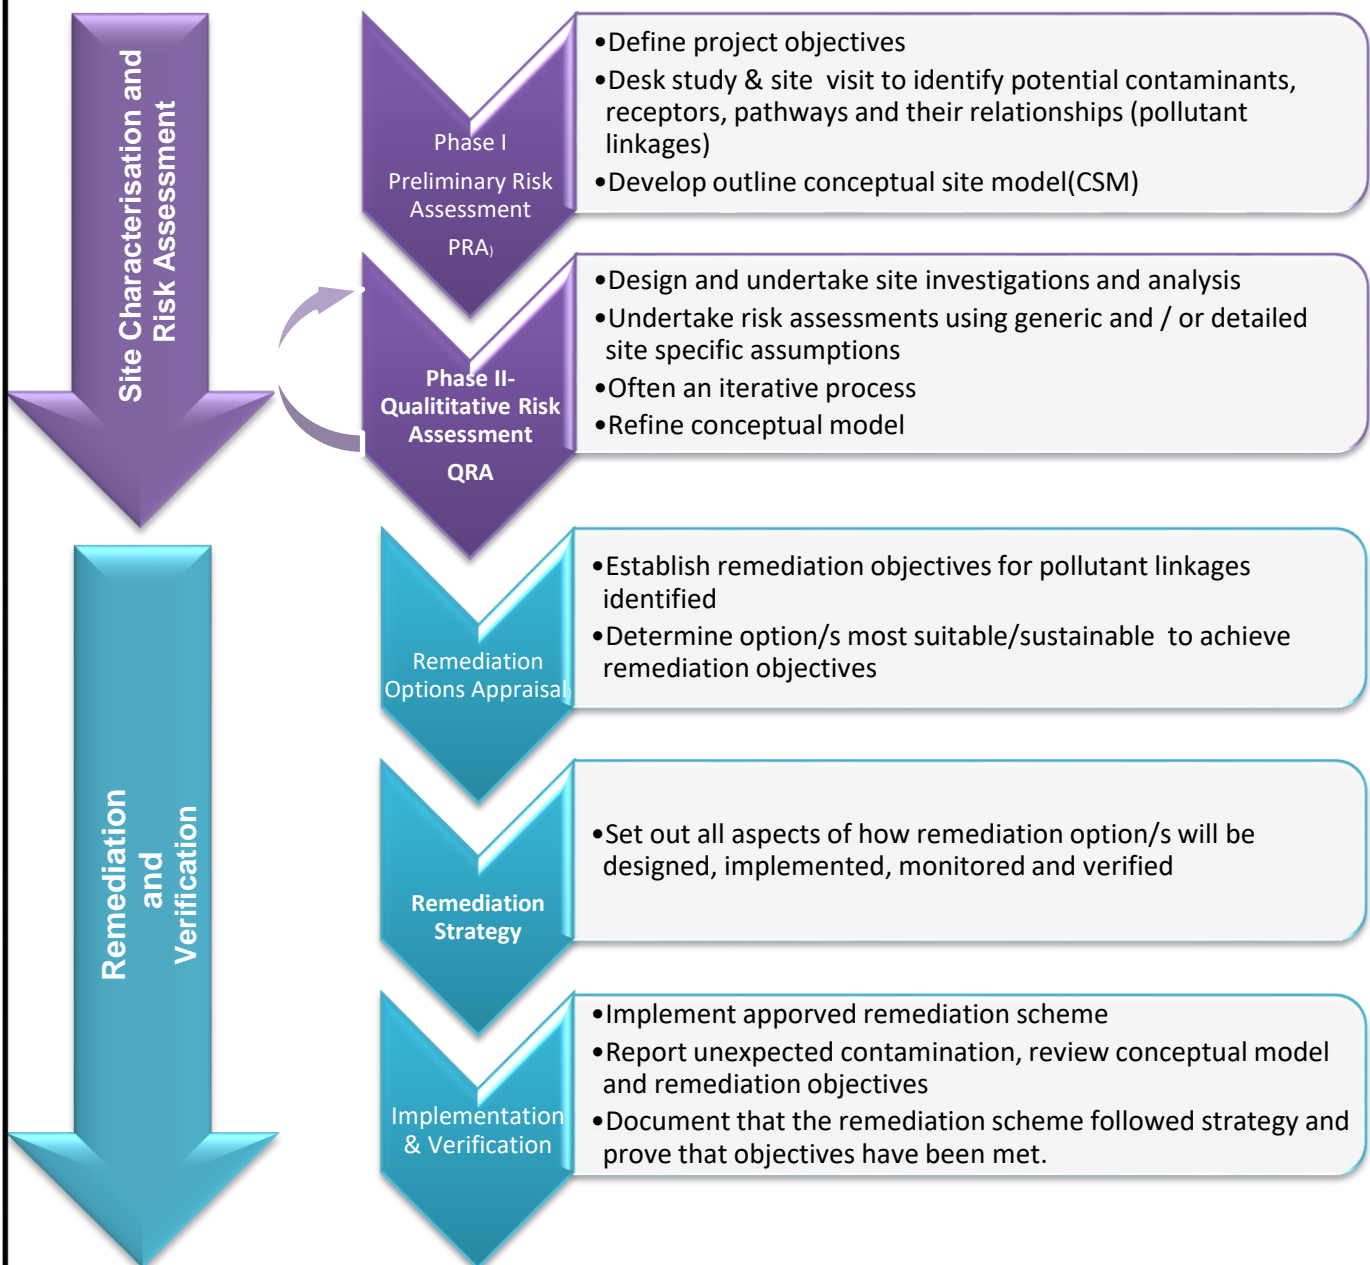 Site Characterisation and
Risk Assessment
Phase I
Preliminary Risk
Assessment
PRA)
•Define project objectives
•Desk study & site visit to identify potential contaminants,
receptors, pathways and their relationships (pollutant
linkages)
•Develop outline conceptual site model(CSM)
Phase II-
Qualititative Risk
Assessment
QRA
•Design and undertake site investigations and analysis
•Undertake risk assessments using generic and / or detailed
site specific assumptions
•Often an iterative process
•Refine conceptual model
Remediation
and
Verification
Remediation
Options Appraisal)
•Establish remediation objectives for pollutant linkages
identified
•Determine option/s most suitable/sustainable to achieve
remediation objectives
Remediation
Strategy
•Set out all aspects of how remediation option/s will be
designed, implemented, monitored and verified
Implementation
& Verification
•Implement apporved remediation scheme
•Report unexpected contamination, review conceptual model
and remediation objectives
•Document that the remediation scheme followed strategy and
prove that objectives have been met.